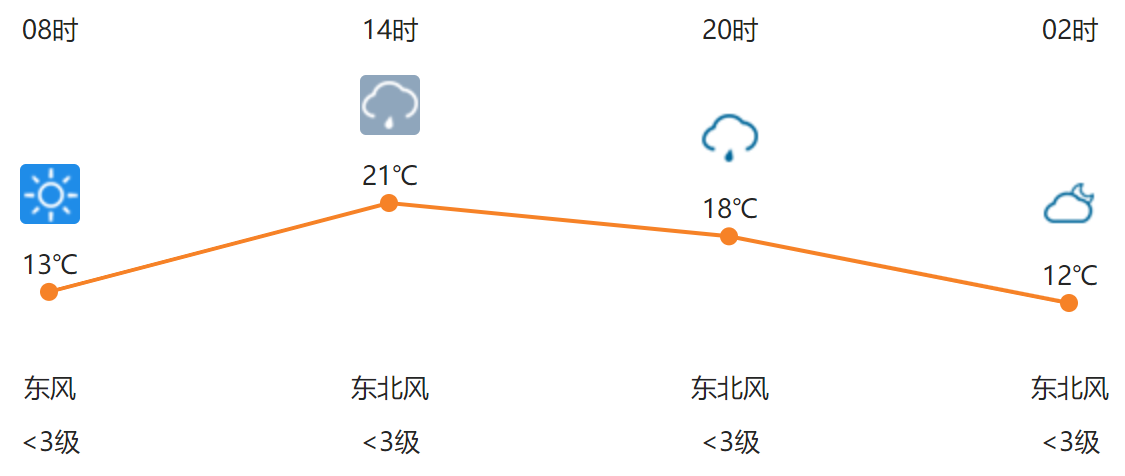 08时 14时 20时 02时
21℃
18℃
13℃
12℃
东风 东北风 东北风 东北风
<3级 <3级 <3级 <3级